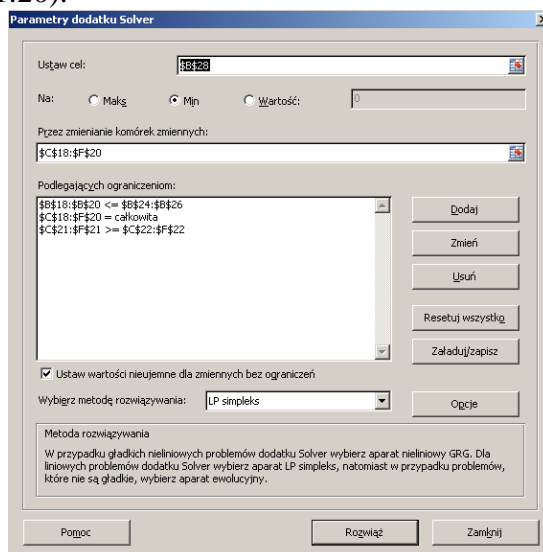 Parametry dodatku Solver
Ustaw cel: $B$28
Na: Maks Min Wartość: 0
Przez zmienianie komórek zmiennych:
$C$18:$F$20
Podlegających ograniczeniom:
$B$18:$B$20 <= $B$24:$B$26
$C$18:$F$20 = całkowita
$C$21:$F$21 >= $C$22:$F$22
Dodaj
Zmień
Usuń
Resetuj wszystko
Załaduj/zapisz
Ustaw wartości nieujemne dla zmiennych bez ograniczeń
Wybierz metodę rozwiązywania: LP simpleks
Opcje
Metoda rozwiązywania
W przypadku gładkich nieliniowych problemów dodatku Solver wybierz aparat nieliniowy GRG. Dla
liniowych problemów dodatku Solver wybierz aparat LP simpleks, natomiast w przypadku problemów,
które nie są gładkie, wybierz aparat ewolucyjny.
Pomoc Rozwiąż Zamknij